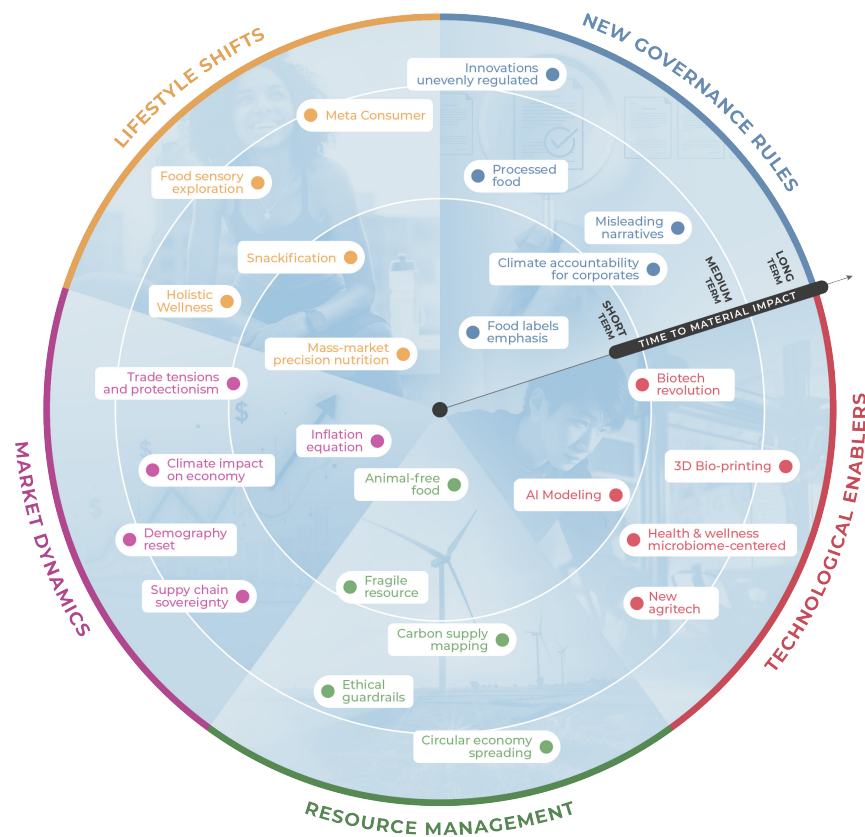 LIFESTYLE SHIFTS
NEW GOVERNANCE RULES
Innovations
unevenly regulated
Meta Consumer
Processed
food
Food sensory
exploration
Misleading
narratives
Snackification
Climate accountability
for corporates
LONG
TERM
MEDIUM
TERM
SHORT
TERM
TIME TO MATERIAL IMPACT
Holistic
Wellness
Food labels
emphasis
Mass-market
precision nutrition
Trade tensions
and protectionism
Biotech
revolution
$
Inflation
equation
Climate impact
on economy
3D Bio-printing
Animal-free
food
AI Modeling
$
MARKET DYNAMICS
TECHNOLOGICAL ENABLERS
Demography
reset
Health & wellness
microbiome-centered
Suppy chain
sovereignty
Fragile
resource
New
agritech
Carbon supply
mapping
Ethical
guardrails
Circular economy
spreading
RESOURCE MANAGEMENT